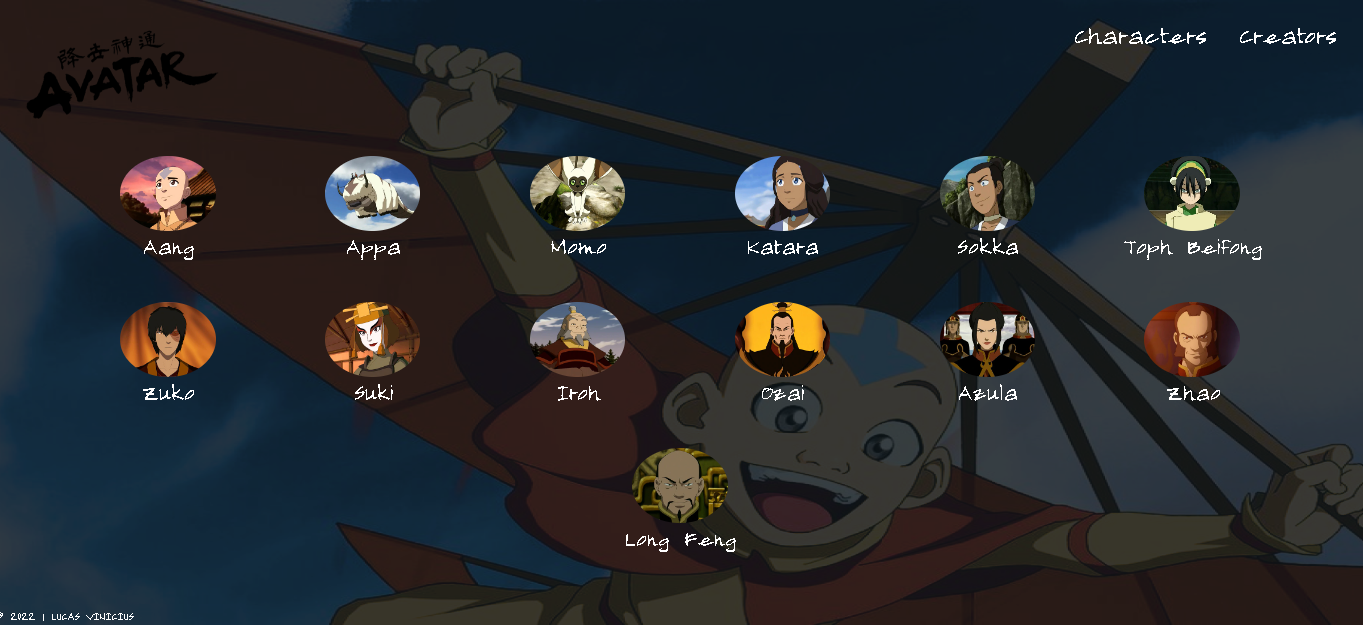 降去神通
AVATAR
Characters
Creators
Aang
Appa
Momo
Katara
Sokka
Toph Beifong
Zuko
Suki
Iroh
Ozai
Azula
Zhao
Long Feng
2022 | LUCAS VINICIUS